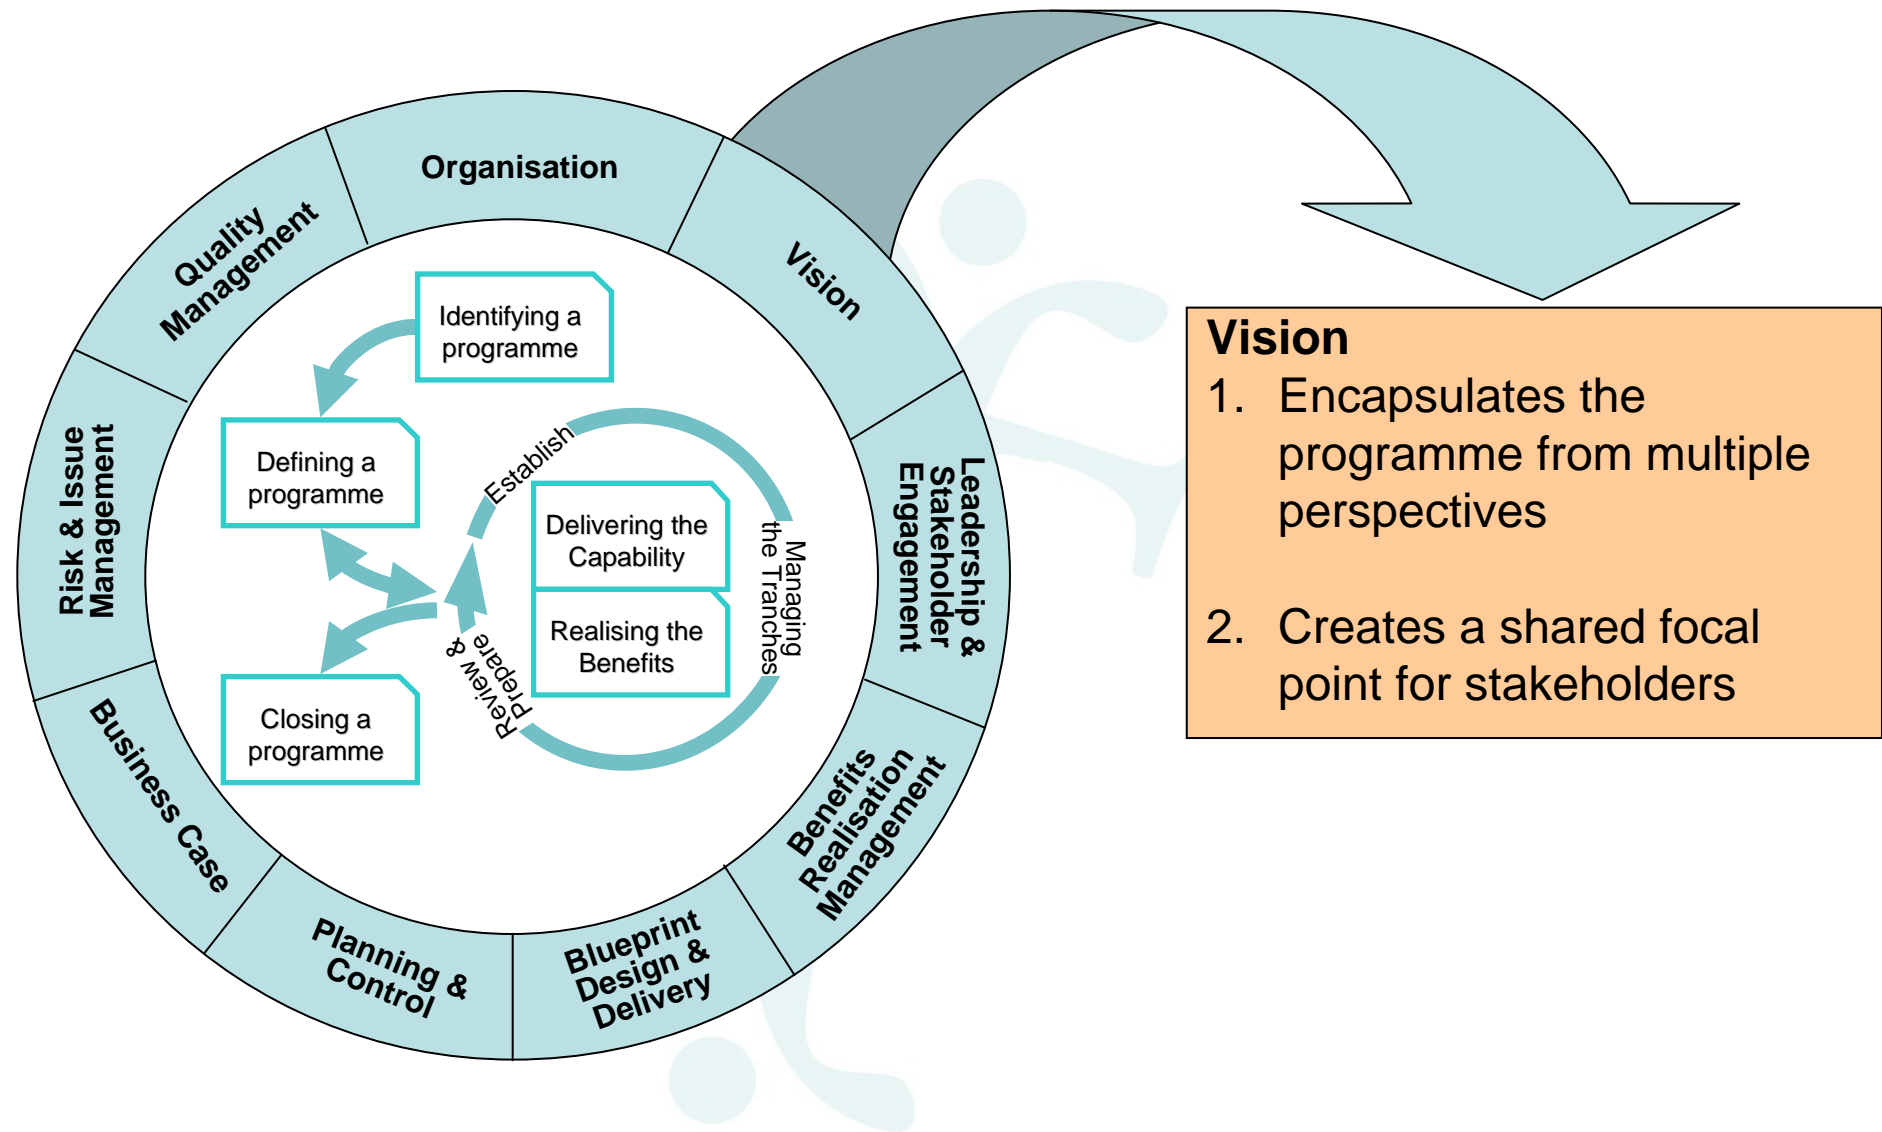 Organisation
Vision
Leadership &
Stakeholder
Engagement
Benefits
Realisation
Management
Blueprint
Design &
Delivery
Planning &
Control
Business Case
Risk & Issue
Management
Quality
Management
Identifying a
programme
Defining a
programme
Closing a
programme
Establish
Managing
the Tranches
Review &
Prepare
Delivering the
Capability
Realising the
Benefits
Vision
1. Encapsulates the
programme from multiple
perspectives
2. Creates a shared focal
point for stakeholders